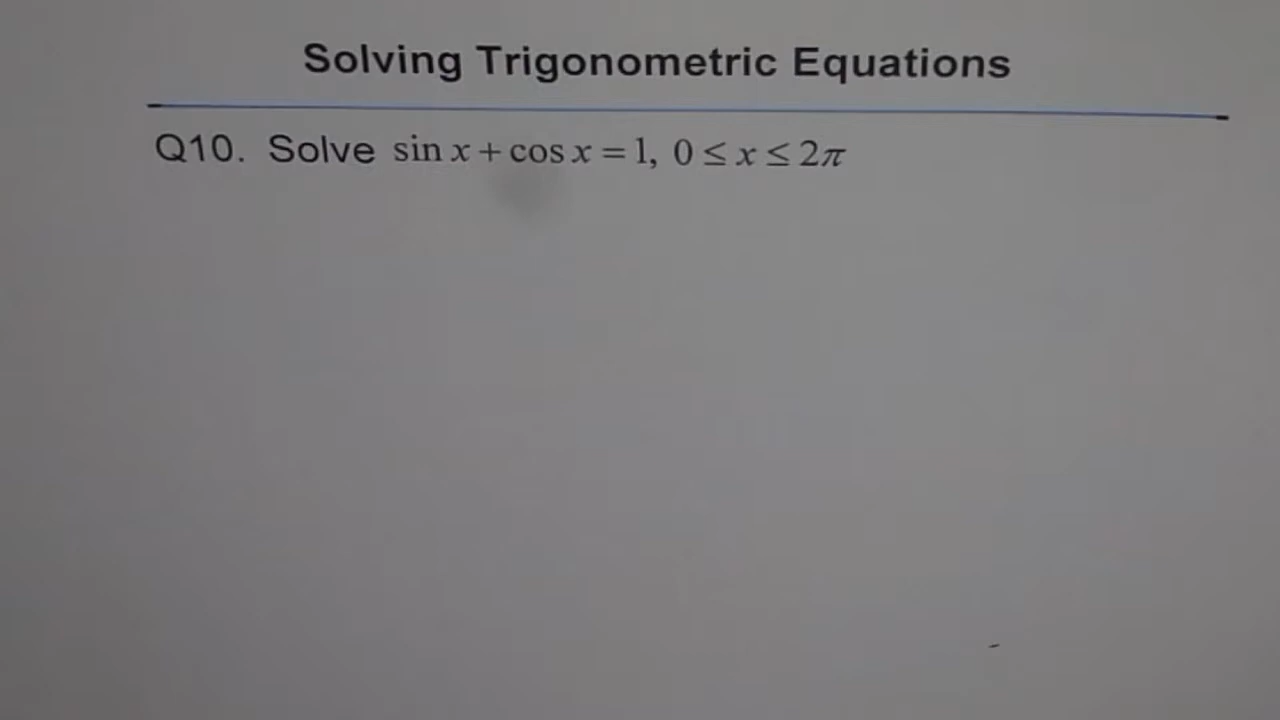 Solving Trigonometric Equations
Q10. Solve sin x + cos x = 1, 0 ≤ x ≤ 2π